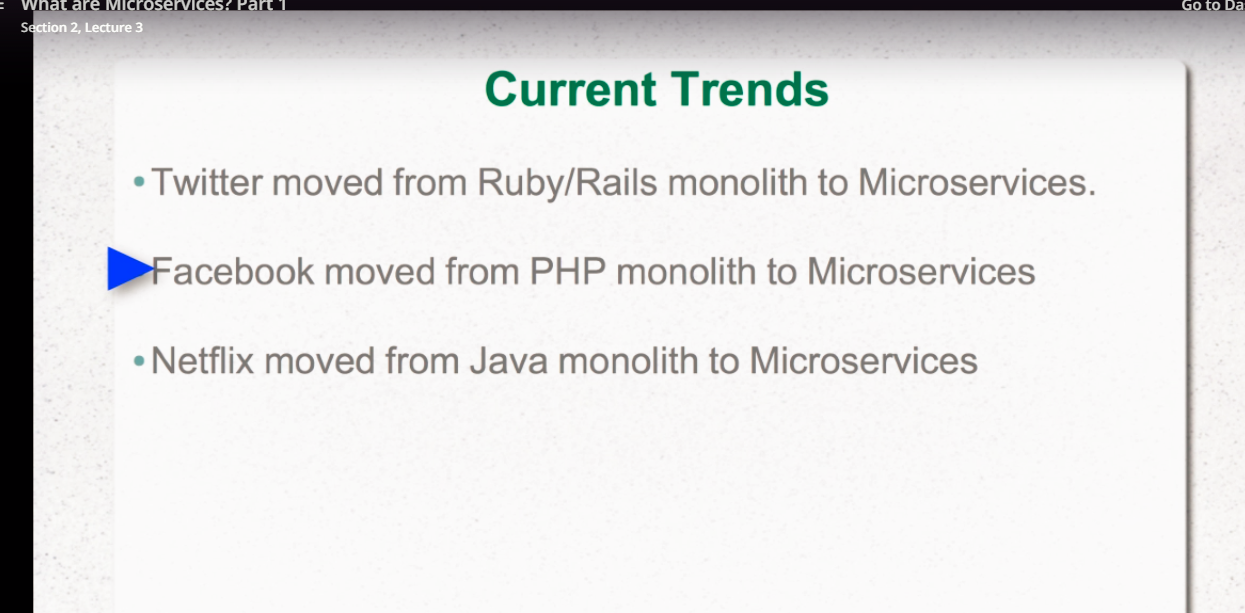 What are Microservices? Part 1
Go to Da
Section 2, Lecture 3
Current Trends
• Twitter moved from Ruby/Rails monolith to Microservices.
Facebook moved from PHP monolith to Microservices
• Netflix moved from Java monolith to Microservices